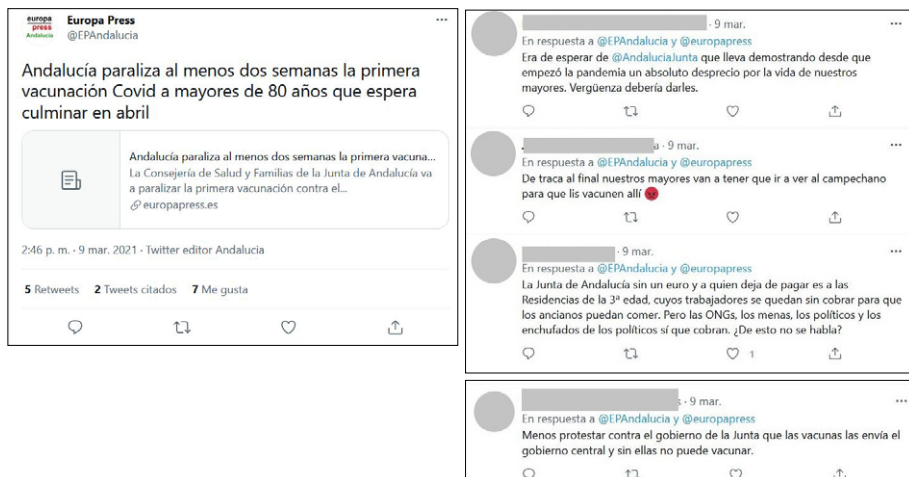 europa
press
Andalucía
Europa Press
@EPAndalucia
Andalucía paraliza al menos dos semanas la primera
vacunación Covid a mayores de 80 años que espera
culminar en abril
Andalucía paraliza al menos dos semanas la primera vacuna...
La Consejería de Salud y Familias de la Junta de Andalucía va
a paralizar la primera vacunación contra el...
europapress.es
2:46 p. m. · 9 mar. 2021 · Twitter editor Andalucia
5 Retweets 2 Tweets citados 7 Me gusta
· 9 mar.
En respuesta a @EPAndalucia y @europapress
Era de esperar de @AndaluciaJunta que lleva demostrando desde que
empezó la pandemia un absoluto desprecio por la vida de nuestros
mayores. Vergüenza debería darles.
a · 9 mar.
En respuesta a @EPAndalucia y @europapress
De traca al final nuestros mayores van a tener que ir a ver al campechano
para que lis vacunen allí 😡
· 9 mar.
En respuesta a @EPAndalucia y @europapress
La Junta de Andalucía sin un euro y a quien deja de pagar es a las
Residencias de la 3ª edad, cuyos trabajadores se quedan sin cobrar para que
los ancianos puedan comer. Pero las ONGs, los menas, los políticos y los
enchufados de los políticos sí que cobran. ¿De esto no se habla?
1
s · 9 mar.
En respuesta a @EPAndalucia y @europapress
Menos protestar contra el gobierno de la Junta que las vacunas las envía el
gobierno central y sin ellas no puede vacunar.